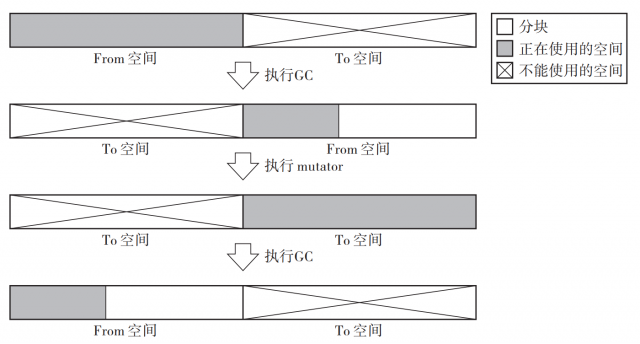 From 空间 To 空间
执行GC
To 空间 From 空间
执行 mutator
To 空间 To 空间
执行GC
From 空间 To 空间
分块
正在使用的空间
不能使用的空间